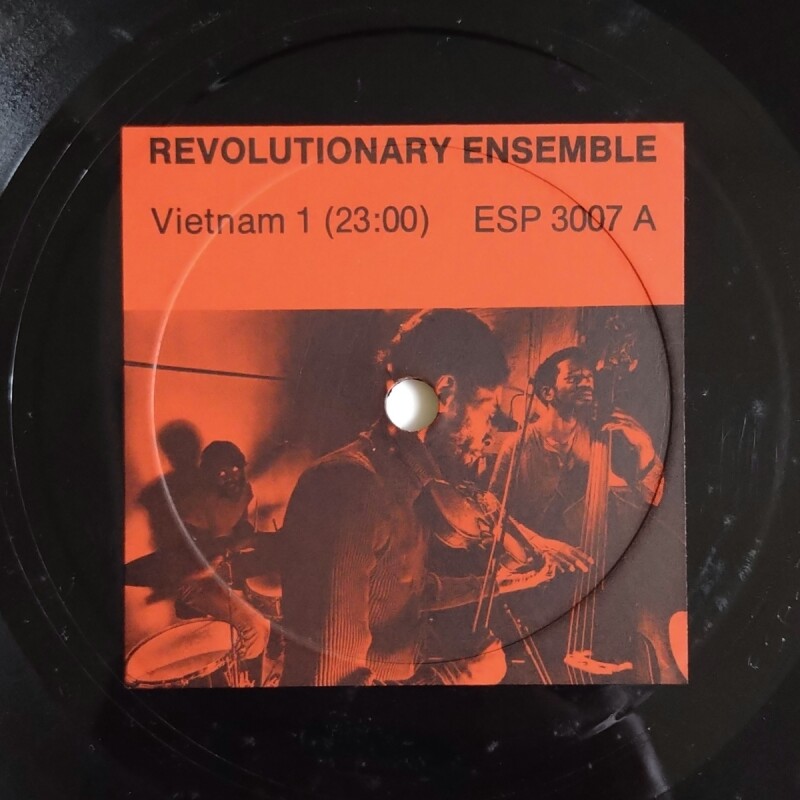 REVOLUTIONARY ENSEMBLE
Vietnam 1 (23:00) ESP 3007 A